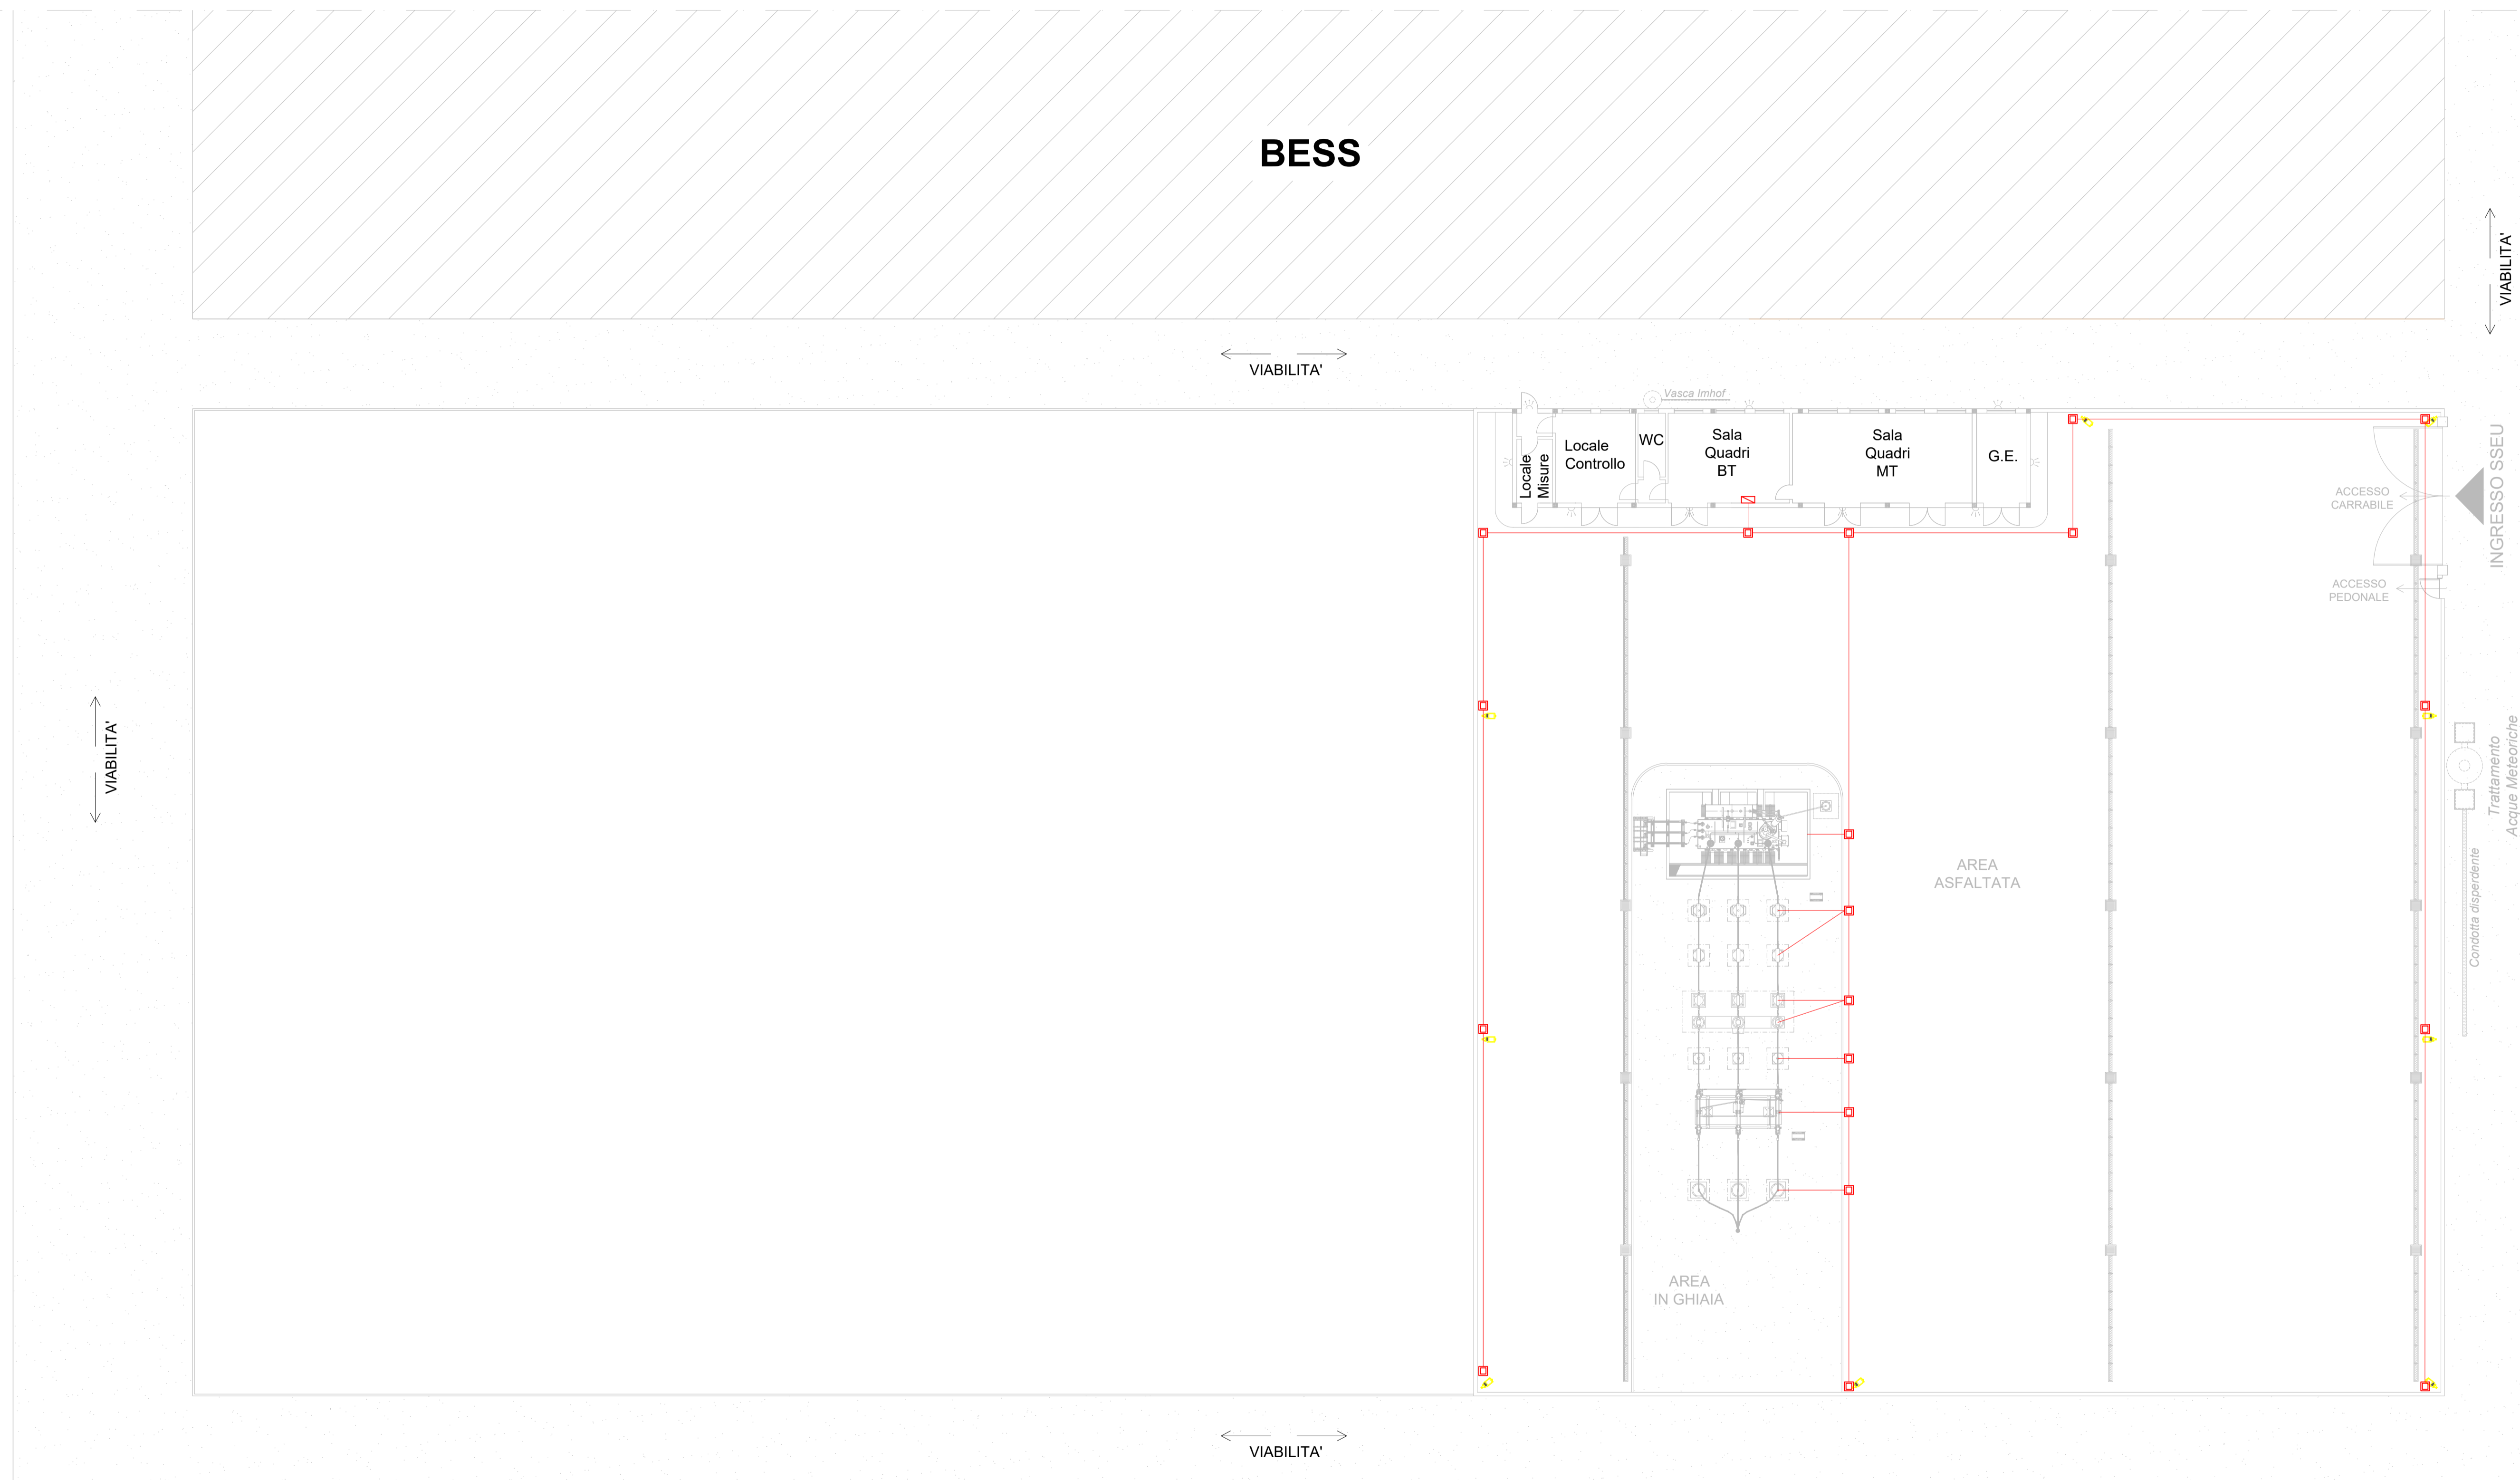 BESS
VIABILITA'
VIABILITA'
Vasca Imhof
Locale
Misure
Locale
Controllo
WC
Sala
Quadri
BT
Sala
Quadri
MT
G.E.
ACCESSO
CARRABILE
INGRESSO SSEU
ACCESSO
PEDONALE
VIABILITA'
Trattamento
Acque Meteoriche
AREA
ASFALTATA
Condotta disperdente
AREA
IN GHIAIA
VIABILITA'